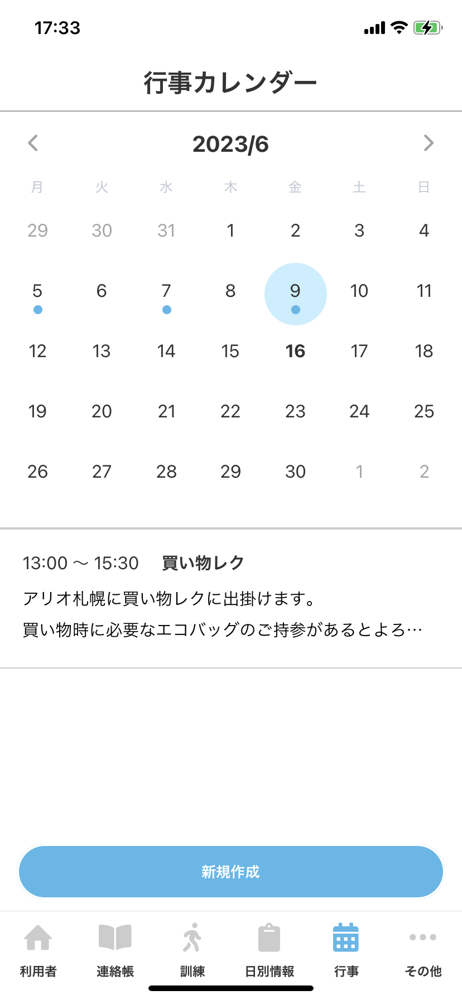 17:33
行事カレンダー
2023/6
月 火 水 木 金 土 日
29 30 31 1 2 3 4
5 6 7 8 9 10 11
12 13 14 15 16 17 18
19 20 21 22 23 24 25
26 27 28 29 30 1 2
13:00 〜 15:30 買い物レク
アリオ札幌に買い物レクに出掛けます。
買い物時に必要なエコバッグのご持参があるとよろ…
新規作成
利用者 連絡帳 訓練 日別情報 行事 その他